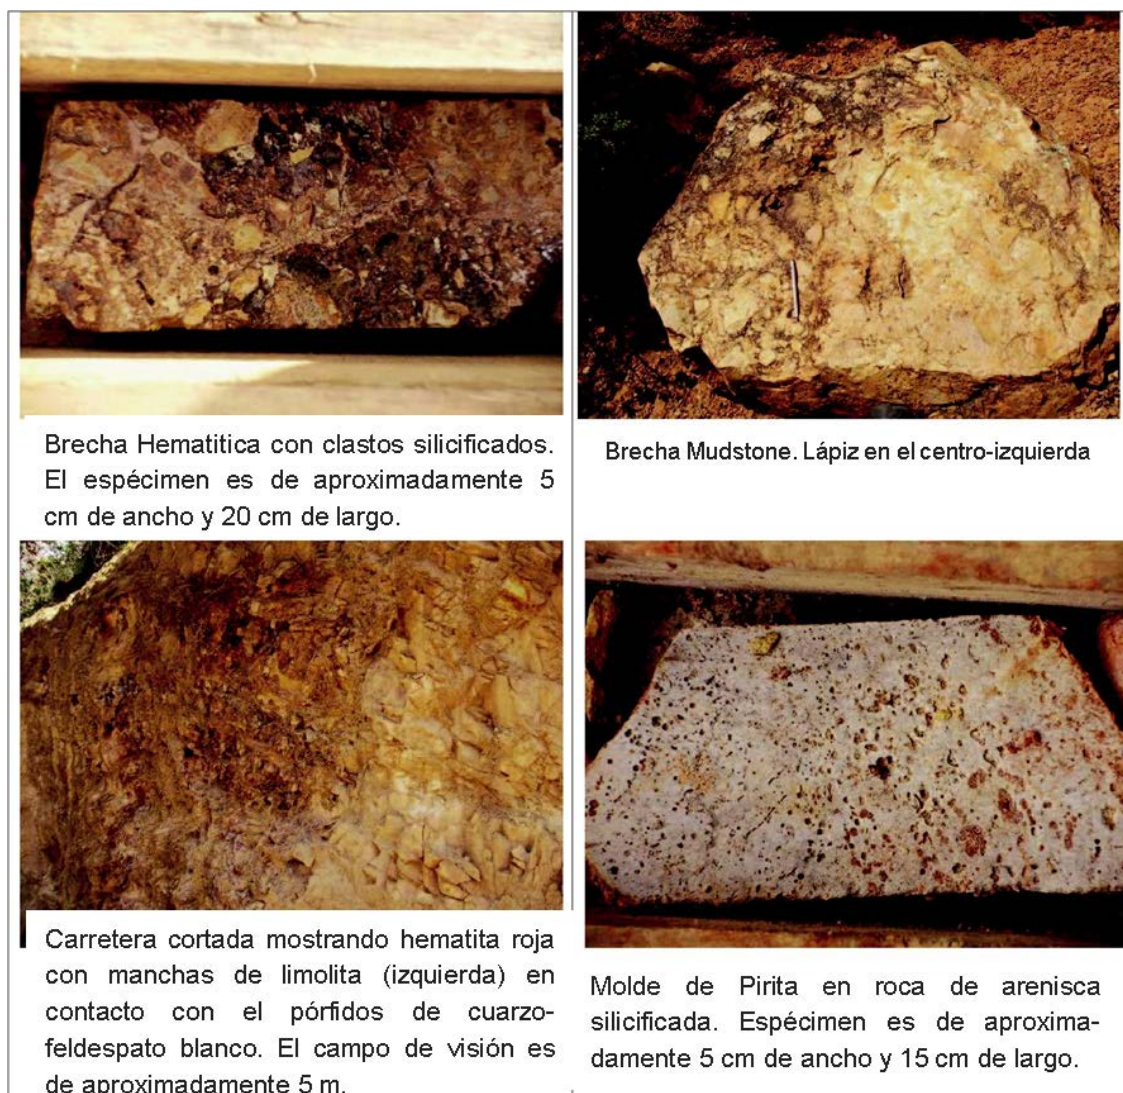 Brecha Hematitica con clastos silicificados.
El espécimen es de aproximadamente 5
cm de ancho y 20 cm de largo.
Brecha Mudstone. Lápiz en el centro-izquierda
Carretera cortada mostrando hematita roja
con manchas de limolita (izquierda) en
contacto con el pórfidos de cuarzo-
feldespato blanco. El campo de visión es
de aproximadamente 5 m.
Molde de Pirita en roca de arenisca
silicificada. Espécimen es de aproxima-
damente 5 cm de ancho y 15 cm de largo.